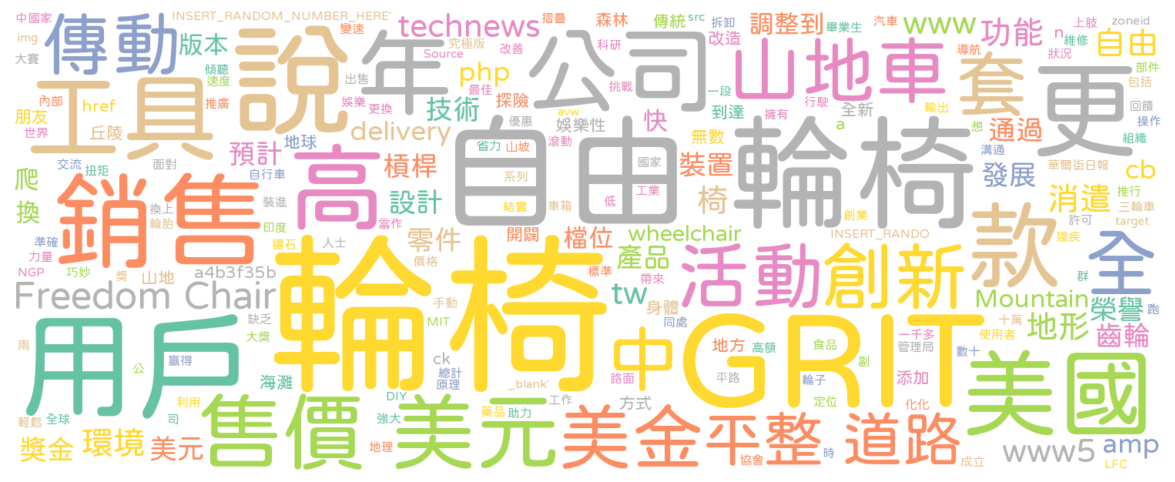 中國家
INSERT_RANDOM_NUMBER_HERE'
變速
摺疊
森林
傳統
src
拆卸
畢業生
汽車
上肢
zoneid
img
傳動
版本
technews
調整到
www
功能
n
維修
自由
大賽
傾聽
速度
說
年
究極版
Source
改善
科研
改造
導航
狀況
部件
工具
內部
推廣
出售
娛樂
更換
php
最佳
公司
挑戰
山地車
一段
行駛
套
更
包括
回饋
href
朋友
世界
丘陵
地球
技術
探險
avw
優惠
娛樂性
到達
擁有
全新
輸出
想
操作
組織
delivery
快
無數
a
通過
溝通
面對
預計
槓桿
省力
山坡
滾動
國家
裝置
輪椅
發展
華爾街日報
cb
爬
交流
扭矩
自行車
高
自由
系列
椅
消遣
推行
三輪車
換
銷售
裝進
換上
輪胎
印度
設計
當作
結實
車箱
低
工業
創業
款
許可
target
零件
開闢
檔位
wheelchair
INSERT_RANDO
殘疾
準確
鑽石
人士
價格
標準
產品
活動
創新
全
力量
NGP
巧妙
獎
山地
a4b3f35b
輪椅
帶來
tw
群
跑
Freedom Chair
手動
身體
Mountain
榮譽
缺乏
MIT
同處
十萬
地形
用戶
大獎
中
GRIT
一千多
使用者
齒輪
兩
贏得
ck
總計
原理
地方
高額
食品
管理局
數十
美國
公
海灘
_blank'
路面
平路
輪子
副
添加
輕鬆
全球
司
利用
售價
DIY
強大
美元
藥品
助力
工作
方式
定位
化化
獎金
環境
美元
地理
美金
平整
協會
時
道路
成立
www5
amp
LFC